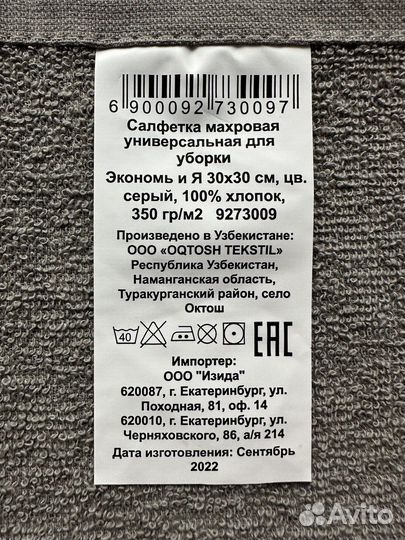 6 900092 730097
Салфетка махровая
универсальная для
уборки
Экономь и Я 30х30 см, цв.
серый, 100% хлопок,
350 гр/м2 9273009
Произведено в Узбекистане:
ООО «OQTOSH TEKSTIL»
Республика Узбекистан,
Наманганская область,
Туракурганский район, село
Октош
40
ЕАС
Импортер:
ООО "Изида"
620087, г. Екатеринбург, ул.
Походная, 81, оф. 14
620010, г. Екатеринбург, ул.
Черняховского, 86, а/я 214
Дата изготовления: Сентябрь
2022
Avito